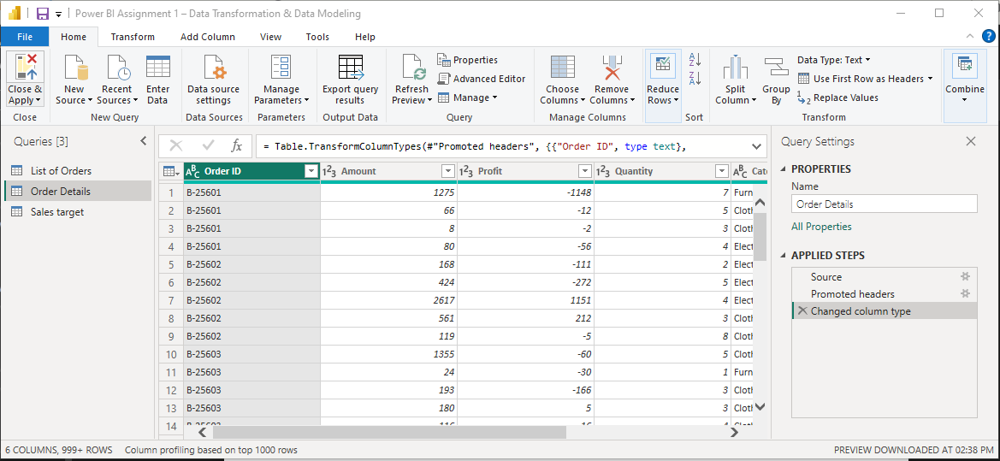 Power BI Assignment 1 – Data Transformation & Data Modeling
File Home Transform Add Column View Tools Help
Close & Apply
Close
New Source
Recent Sources
Enter Data
New Query
Data source settings
Data Sources
Manage Parameters
Parameters
Export query results
Output Data
Refresh Preview
Properties
Advanced Editor
Manage
Query
Choose Columns
Remove Columns
Manage Columns
Reduce Rows
Sort
Split Column
Group By
Data Type: Text
Use First Row as Headers
Replace Values
Transform
Combine
Queries [3]
List of Orders
Order Details
Sales target
fx
= Table.TransformColumnTypes(#"Promoted headers", {{"Order ID", type text},
Order ID Amount Profit Quantity
1 B-25601 1275 -1148 7 Furn
2 B-25601 66 -12 5 Cloth
3 B-25601 8 -2 3 Cloth
4 B-25601 80 -56 4 Elect
5 B-25602 168 -111 2 Elect
6 B-25602 424 -272 5 Elect
7 B-25602 2617 1151 4 Elect
8 B-25602 561 212 3 Cloth
9 B-25602 119 -5 8 Cloth
10 B-25603 1355 -60 5 Cloth
11 B-25603 24 -30 1 Furn
12 B-25603 193 -166 3 Cloth
13 B-25603 180 5 3 Cloth
14
Query Settings
PROPERTIES
Name
Order Details
All Properties
APPLIED STEPS
Source
Promoted headers
Changed column type
6 COLUMNS, 999+ ROWS Column profiling based on top 1000 rows
PREVIEW DOWNLOADED AT 02:38 PM